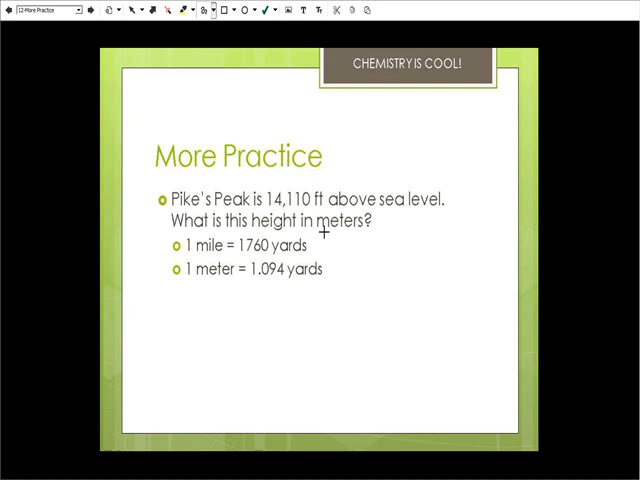 12-More Practice
CHEMISTRY IS COOL!
More Practice
Pike's Peak is 14,110 ft above sea level.
What is this height in meters?
1 mile = 1760 yards
1 meter = 1.094 yards